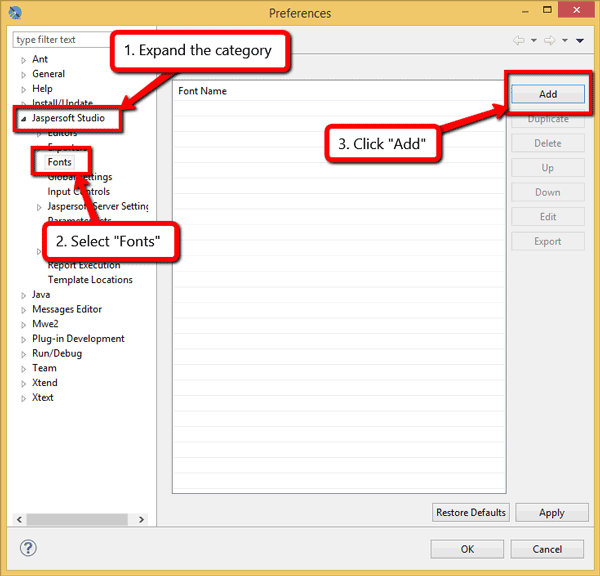 Preferences
type filter text
1. Expand the category
Ant
General
Help
Install/Update
Jaspersoft Studio
Editors
Exporters
Fonts
Global Settings
Input Controls
Jaspersoft Server Setting
2. Select "Fonts"
Report Execution
Template Locations
Java
Messages Editor
Mwe2
Plug-in Development
Run/Debug
Team
Xtend
Xtext
Font Name
3. Click "Add"
Add
Duplicate
Delete
Up
Down
Edit
Export
Restore Defaults
Apply
OK
Cancel